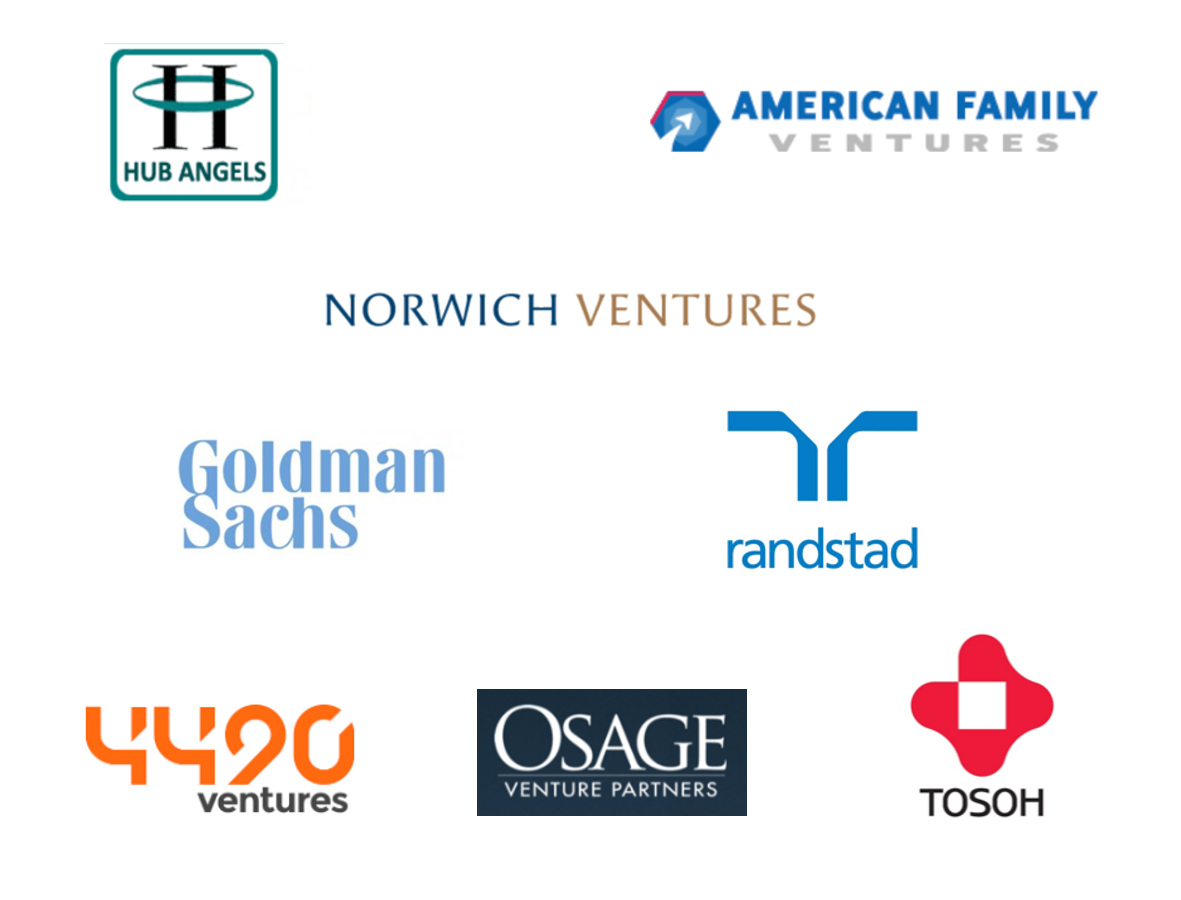 H
HUB ANGELS
AMERICAN FAMILY
VENTURES
NORWICH VENTURES
Goldman
Sachs
randstad
4490
ventures
OSAGE
VENTURE PARTNERS
TOSOH